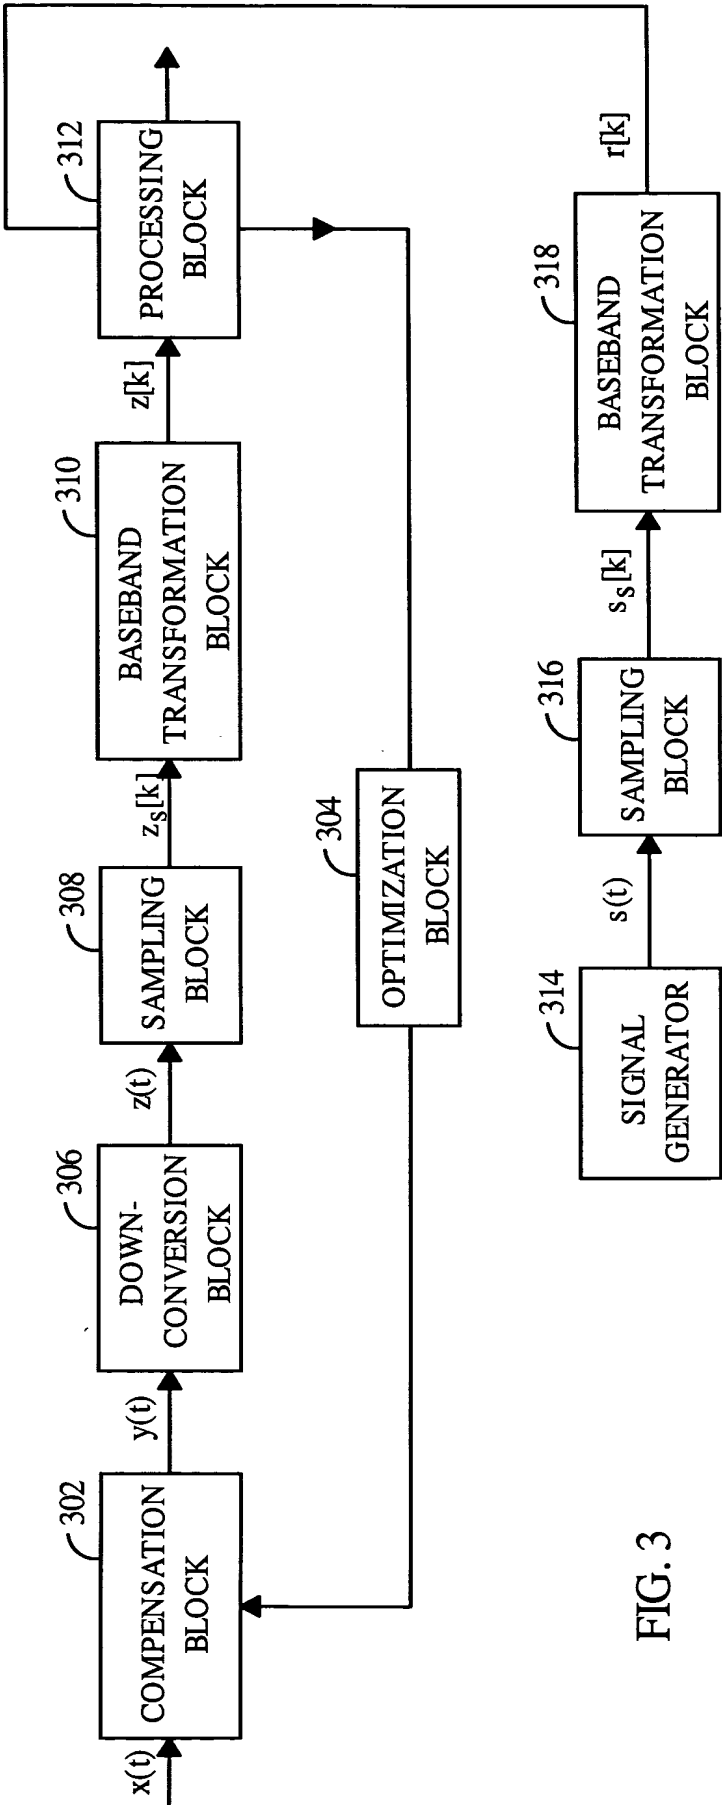 x(t)
302
COMPENSATION
BLOCK
y(t)
306
DOWN-
CONVERSION
BLOCK
z(t)
308
SAMPLING
BLOCK
zs[k]
310
BASEBAND
TRANSFORMATION
BLOCK
z[k]
312
PROCESSING
BLOCK
304
OPTIMIZATION
BLOCK
314
SIGNAL
GENERATOR
s(t)
316
SAMPLING
BLOCK
ss[k]
318
BASEBAND
TRANSFORMATION
BLOCK
r[k]
FIG. 3